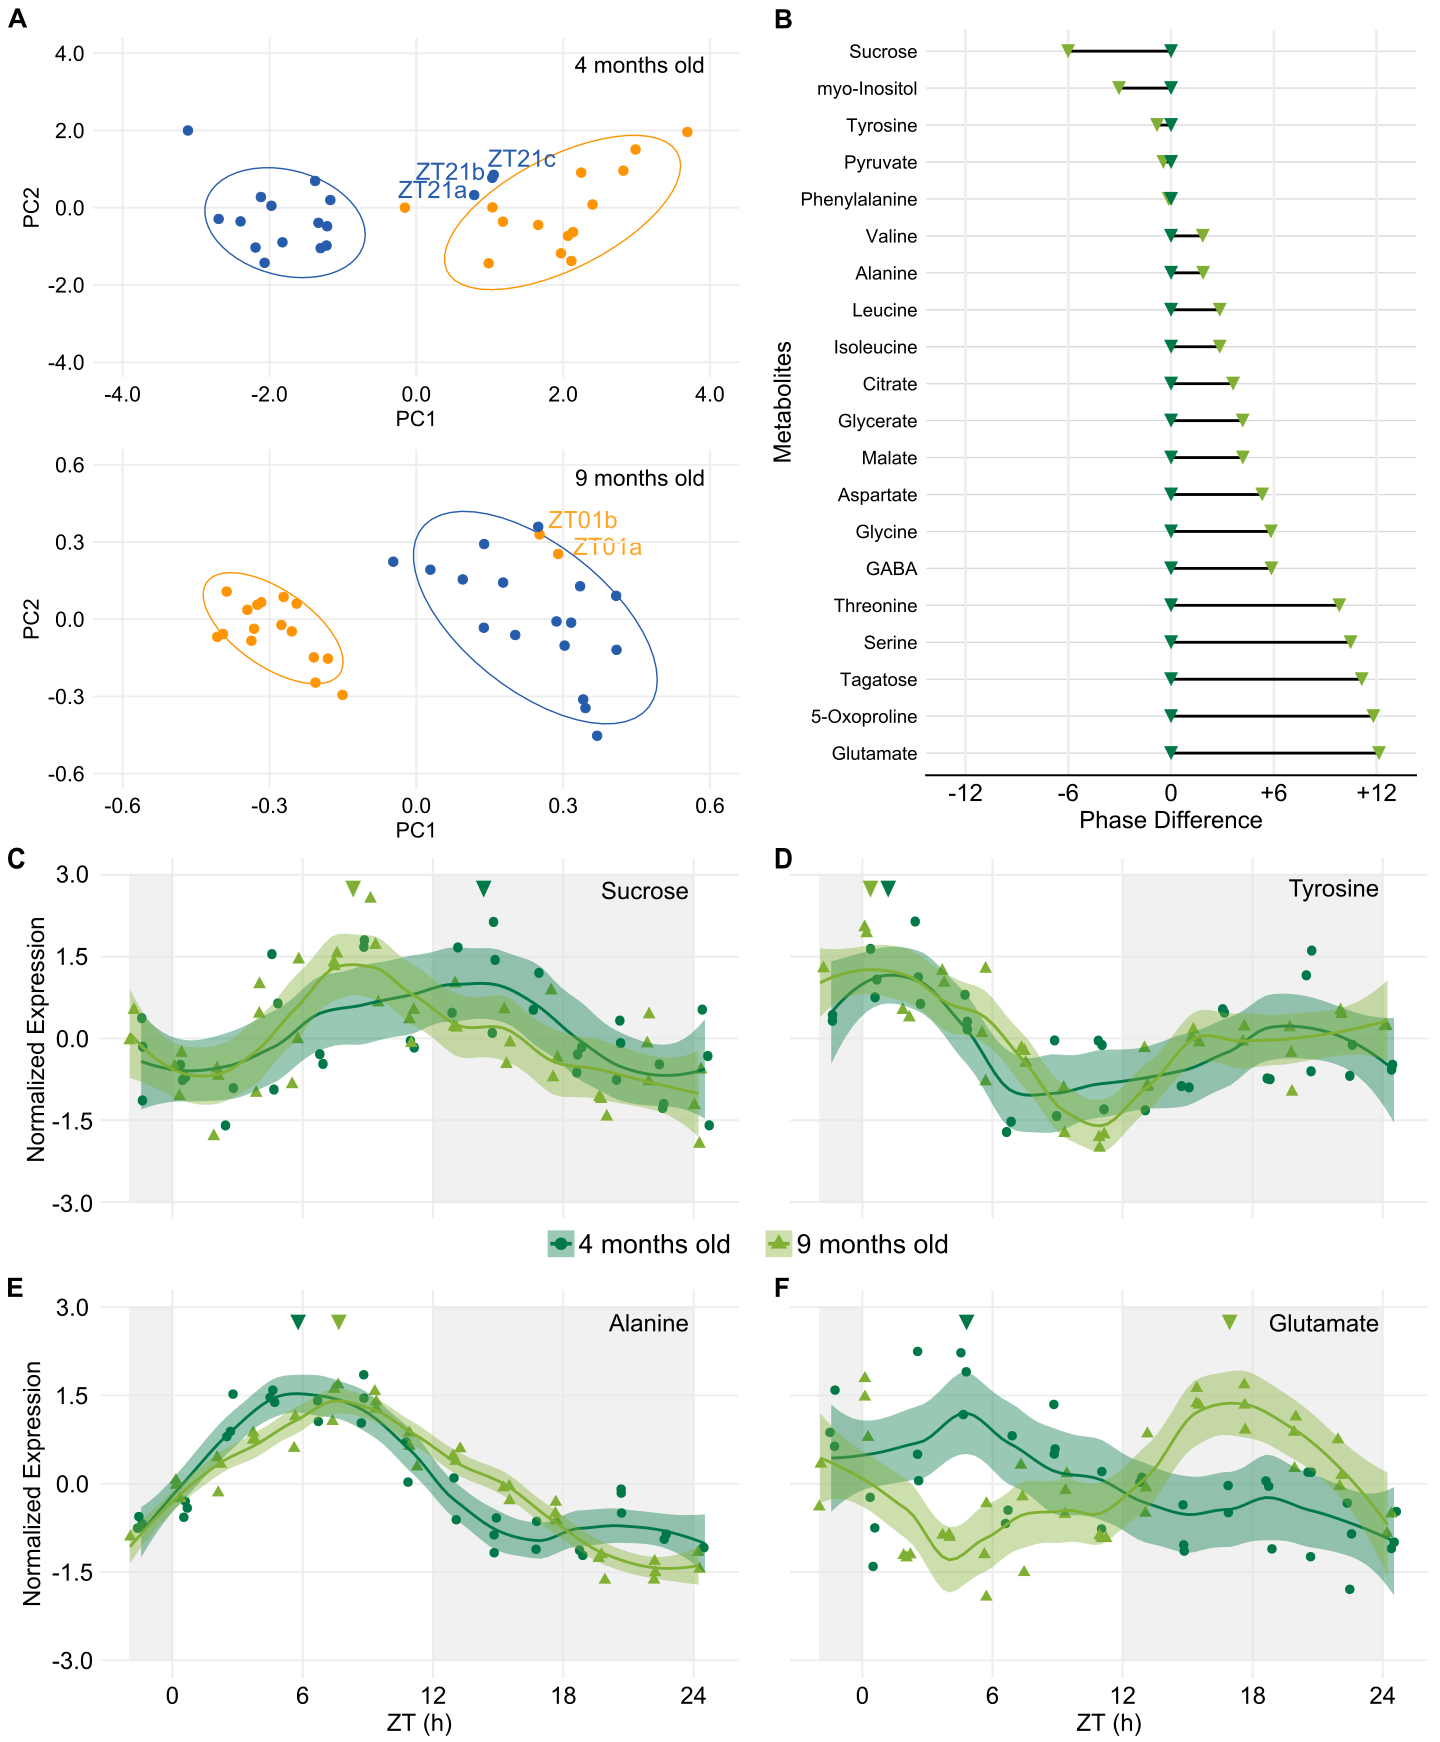 A
4.0
4 months old
2.0
ZT21c
ZT21b
ZT21a
PC2
0.0
-2.0
-4.0
-4.0 -2.0 0.0 2.0 4.0
PC1
0.6
9 months old
ZT01b
0.3
ZT01a
PC2
0.0
-0.3
-0.6
-0.6 -0.3 0.0 0.3 0.6
PC1
B
Metabolites
Sucrose
myo-Inositol
Tyrosine
Pyruvate
Phenylalanine
Valine
Alanine
Leucine
Isoleucine
Citrate
Glycerate
Malate
Aspartate
Glycine
GABA
Threonine
Serine
Tagatose
5-Oxoproline
Glutamate
-12 -6 0 +6 +12
Phase Difference
C
Normalized Expression
3.0
Sucrose
1.5
0.0
-1.5
-3.0
D
Tyrosine
4 months old 9 months old
E
Normalized Expression
3.0
Alanine
1.5
0.0
-1.5
-3.0
0 6 12 18 24
ZT (h)
F
Glutamate
0 6 12 18 24
ZT (h)